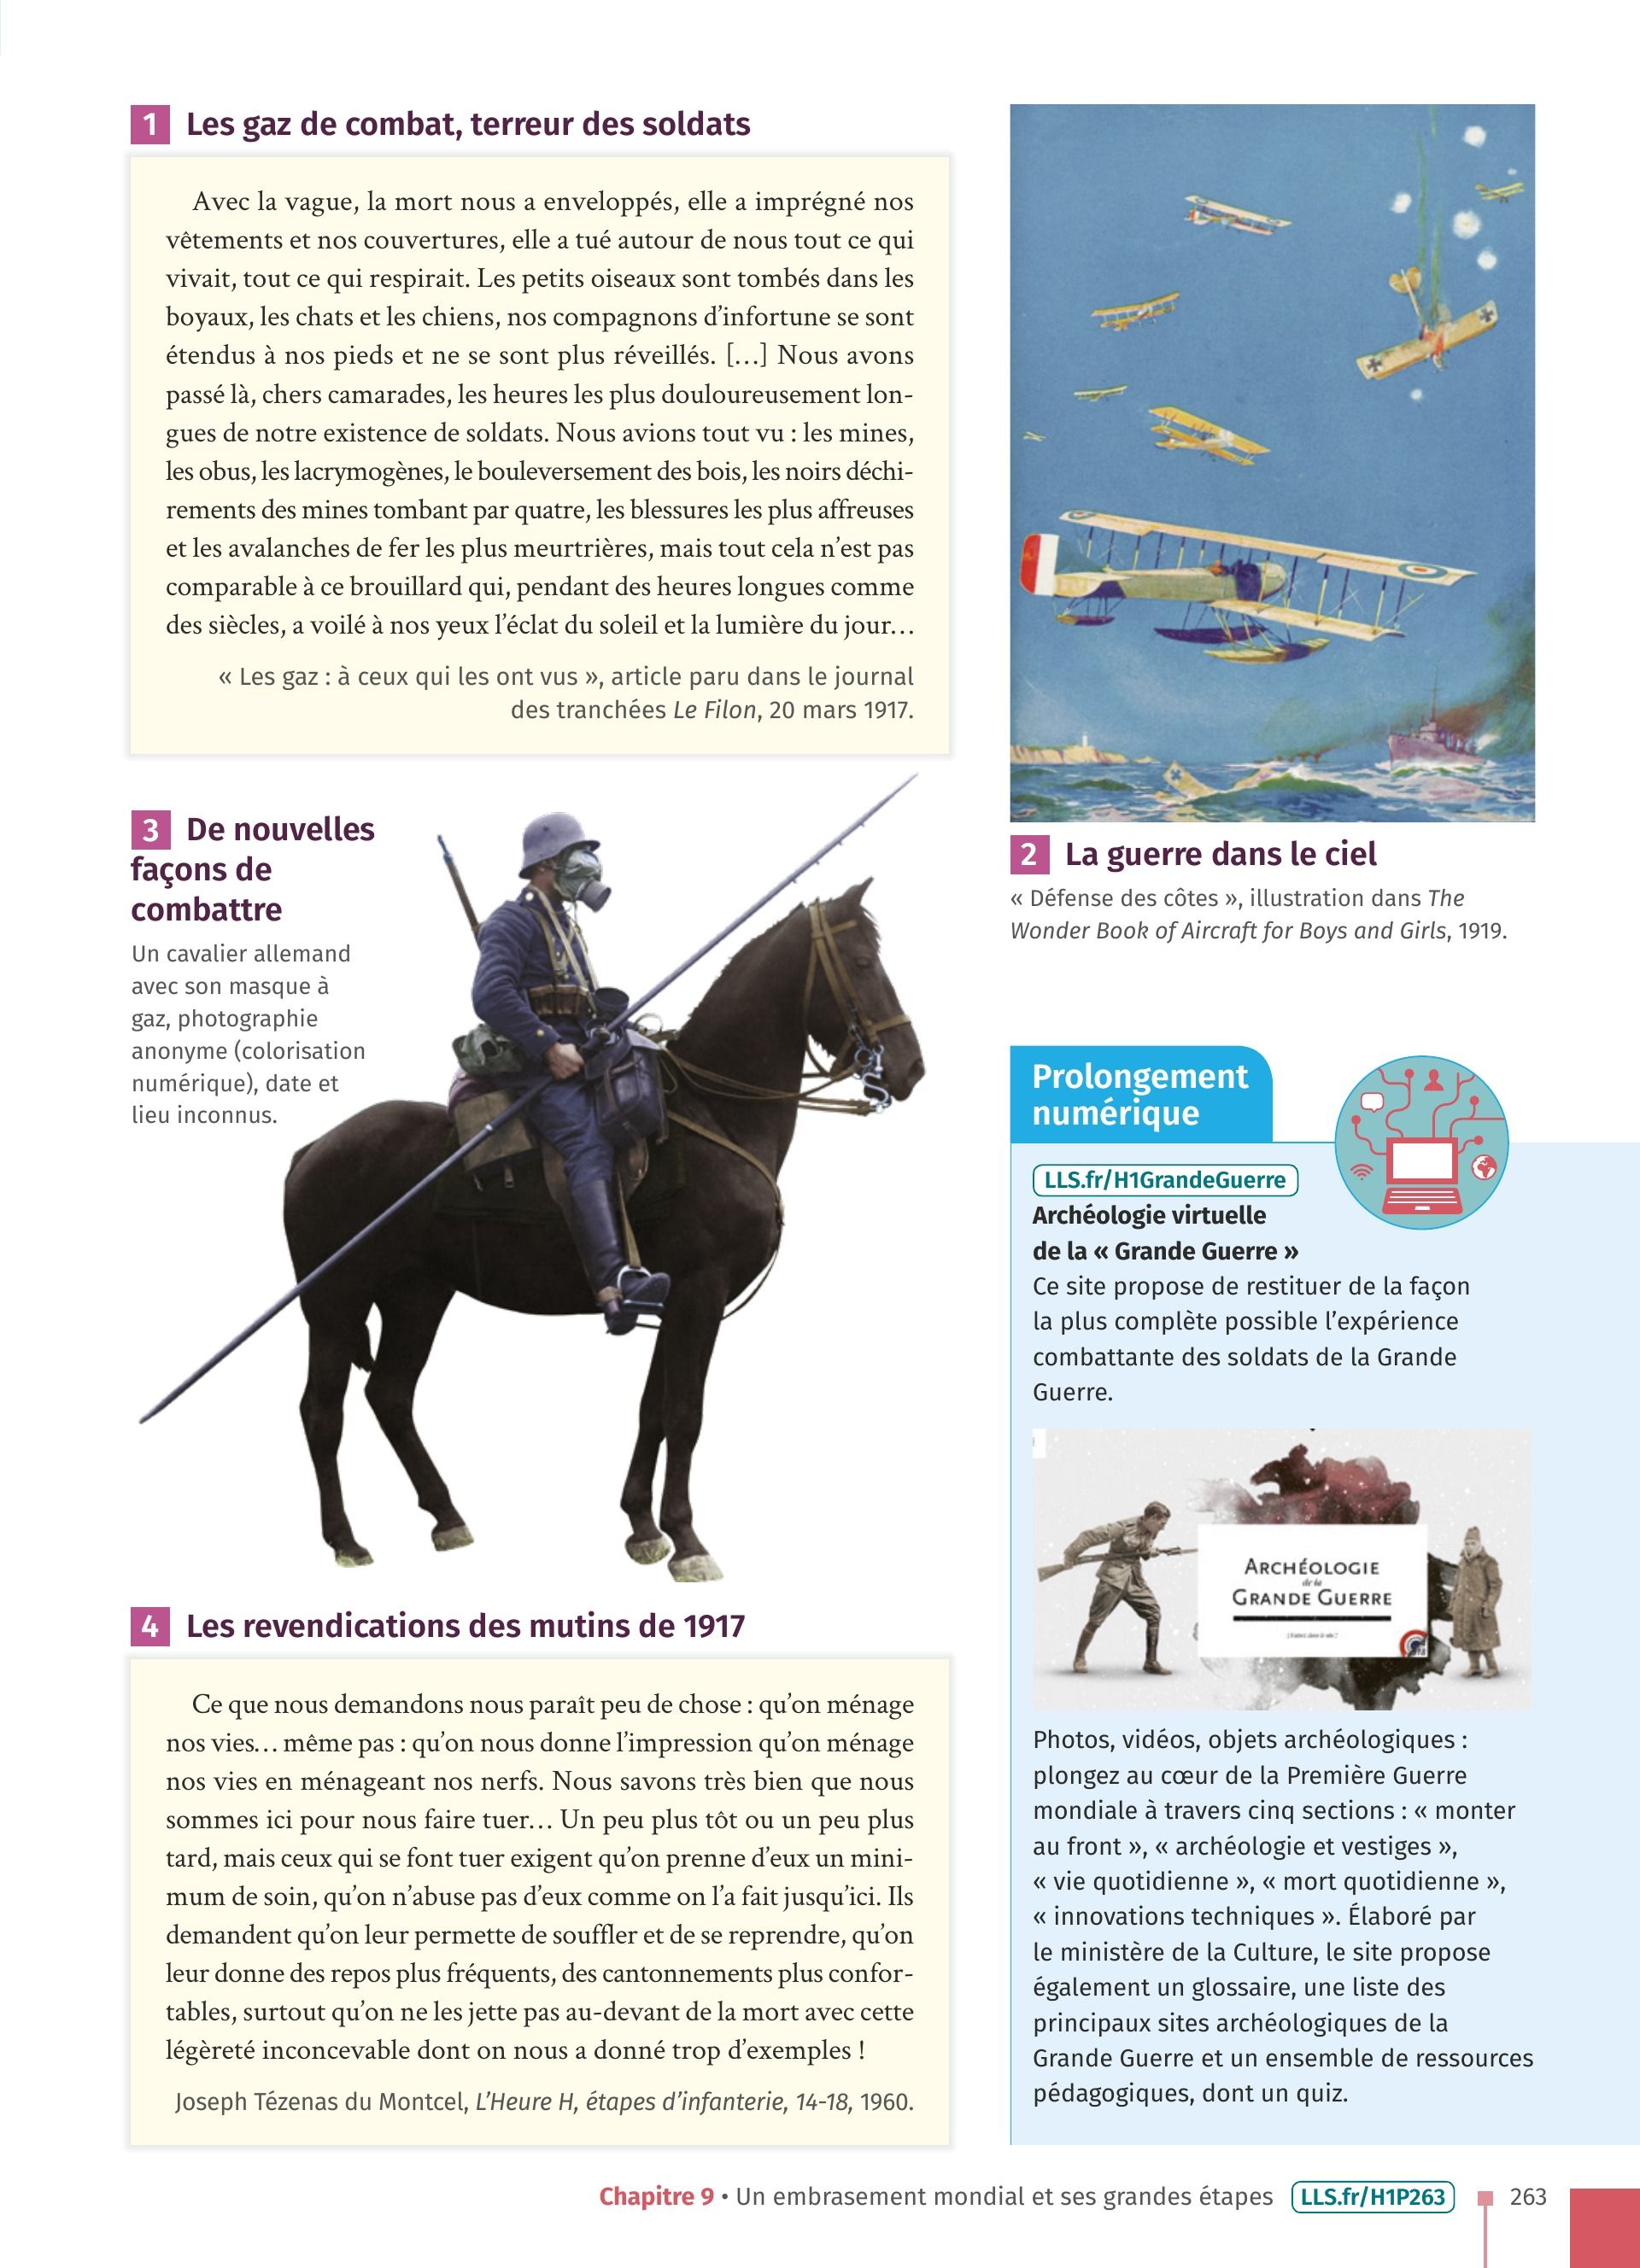 1 Les gaz de combat, terreur des soldats
Avec la vague, la mort nous a enveloppés, elle a imprégné nos
vêtements et nos couvertures, elle a tué autour de nous tout ce qui
vivait, tout ce qui respirait. Les petits oiseaux sont tombés dans les
boyaux, les chats et les chiens, nos compagnons d’infortune se sont
étendus à nos pieds et ne se sont plus réveillés. […] Nous avons
passé là, chers camarades, les heures les plus douloureusement lon-
gues de notre existence de soldats. Nous avions tout vu : les mines,
les obus, les lacrymogènes, le bouleversement des bois, les noirs déchi-
rements des mines tombant par quatre, les blessures les plus affreuses
et les avalanches de fer les plus meurtrières, mais tout cela n’est pas
comparable à ce brouillard qui, pendant des heures longues comme
des siècles, a voilé à nos yeux l’éclat du soleil et la lumière du jour…
« Les gaz : à ceux qui les ont vus », article paru dans le journal
des tranchées Le Filon, 20 mars 1917.
2 La guerre dans le ciel
« Défense des côtes », illustration dans The
Wonder Book of Aircraft for Boys and Girls, 1919.
3 De nouvelles
façons de
combattre
Un cavalier allemand
avec son masque à
gaz, photographie
anonyme (colorisation
numérique), date et
lieu inconnus.
4 Les revendications des mutins de 1917
Ce que nous demandons nous paraît peu de chose : qu’on ménage
nos vies… même pas : qu’on nous donne l’impression qu’on ménage
nos vies en ménageant nos nerfs. Nous savons très bien que nous
sommes ici pour nous faire tuer… Un peu plus tôt ou un peu plus
tard, mais ceux qui se font tuer exigent qu’on prenne d’eux un mini-
mum de soin, qu’on n’abuse pas d’eux comme on l’a fait jusqu’ici. Ils
demandent qu’on leur permette de souffler et de se reprendre, qu’on
leur donne des repos plus fréquents, des cantonnements plus confor-
tables, surtout qu’on ne les jette pas au-devant de la mort avec cette
légèreté inconcevable dont on nous a donné trop d’exemples !
Joseph Tézenas du Montcel, L’Heure H, étapes d’infanterie, 14-18, 1960.
Prolongement
numérique
LLS.fr/H1GrandeGuerre
Archéologie virtuelle
de la « Grande Guerre »
Ce site propose de restituer de la façon
la plus complète possible l’expérience
combattante des soldats de la Grande
Guerre.
ARCHÉOLOGIE
de la
GRANDE GUERRE
Photos, vidéos, objets archéologiques :
plongez au cœur de la Première Guerre
mondiale à travers cinq sections : « monter
au front », « archéologie et vestiges »,
« vie quotidienne », « mort quotidienne »,
« innovations techniques ». Élaboré par
le ministère de la Culture, le site propose
également un glossaire, une liste des
principaux sites archéologiques de la
Grande Guerre et un ensemble de ressources
pédagogiques, dont un quiz.
Chapitre 9 • Un embrasement mondial et ses grandes étapes LLS.fr/H1P263 263